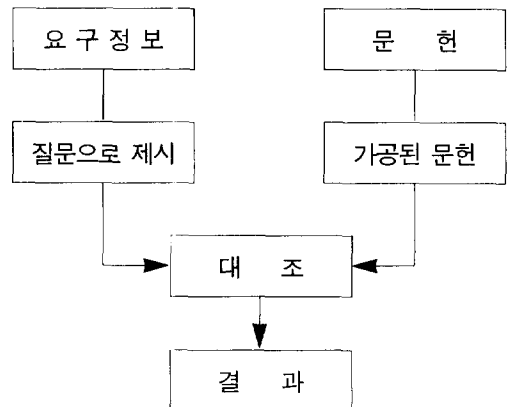 요구정보
문 헌
질문으로 제시
가공된 문헌
대 조
결 과